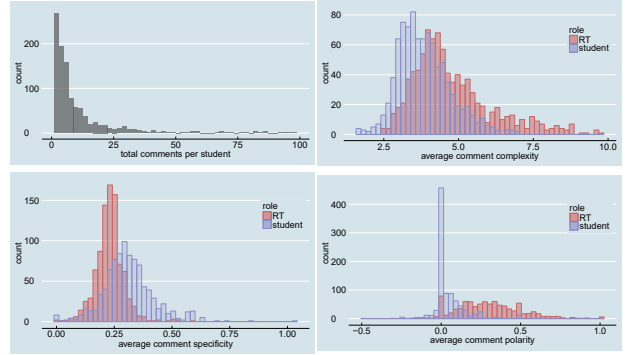 count
200
100
0
0
25
50
75
100
total comments per student
count
80
60
40
20
0
2.5
5.0
7.5
10.0
average comment complexity
role
RT
student
count
150
100
50
0
0.00
0.25
0.50
0.75
1.00
average comment specificity
role
RT
student
count
400
300
200
100
0
−0.5
0.0
0.5
1.0
average comment polarity
role
RT
student